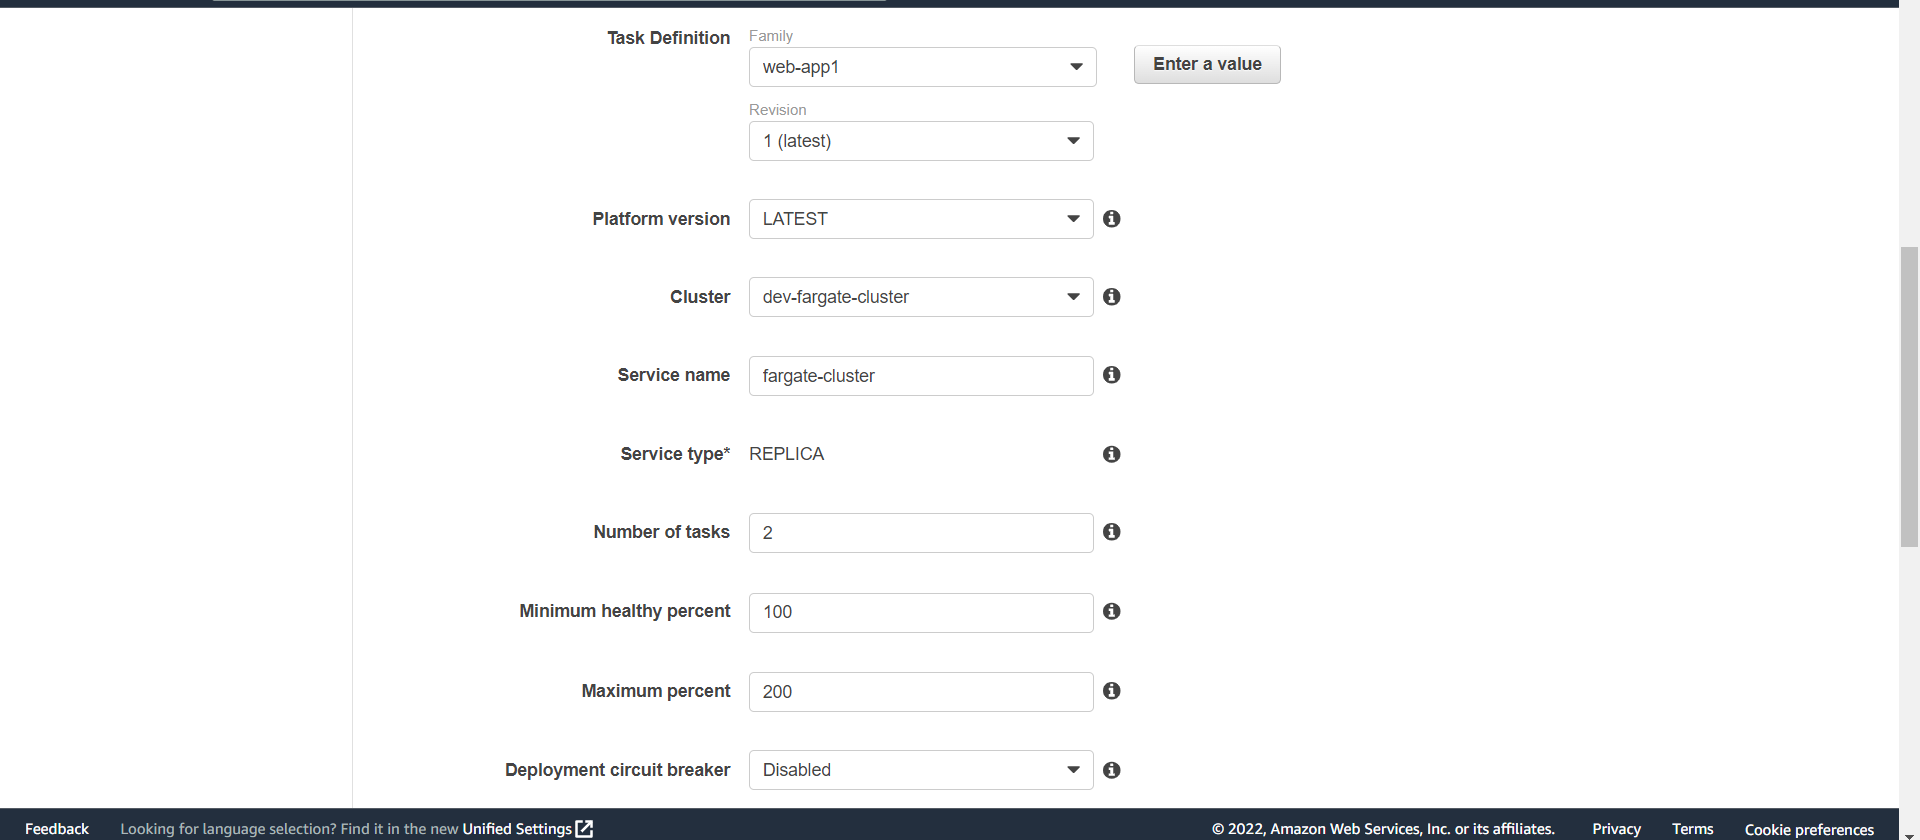 Task Definition
Family
web-app1
Enter a value
Revision
1 (latest)
Platform version
LATEST
Cluster
dev-fargate-cluster
Service name
fargate-cluster
Service type*
REPLICA
Number of tasks
2
Minimum healthy percent
100
Maximum percent
200
Deployment circuit breaker
Disabled
Feedback
Looking for language selection? Find it in the new Unified Settings
© 2022, Amazon Web Services, Inc. or its affiliates.
Privacy
Terms
Cookie preferences